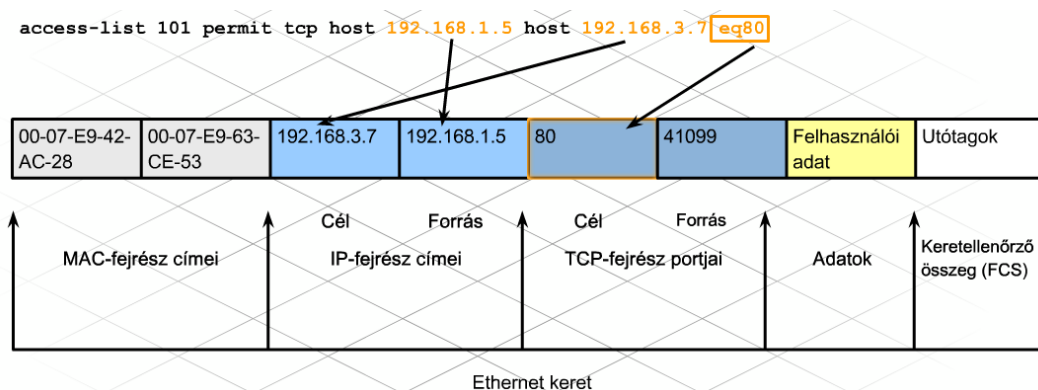 access-list 101 permit tcp host 192.168.1.5 host 192.168.3.7 eq80
00-07-E9-42-
AC-28
00-07-E9-63-
CE-53
192.168.3.7
192.168.1.5
80
41099
Felhasználói
adat
Utótagok
Cél
Forrás
Cél
Forrás
MAC-fejrész címei
IP-fejrész címei
TCP-fejrész portjai
Adatok
Keretellenőrző
összeg (FCS)
Ethernet keret